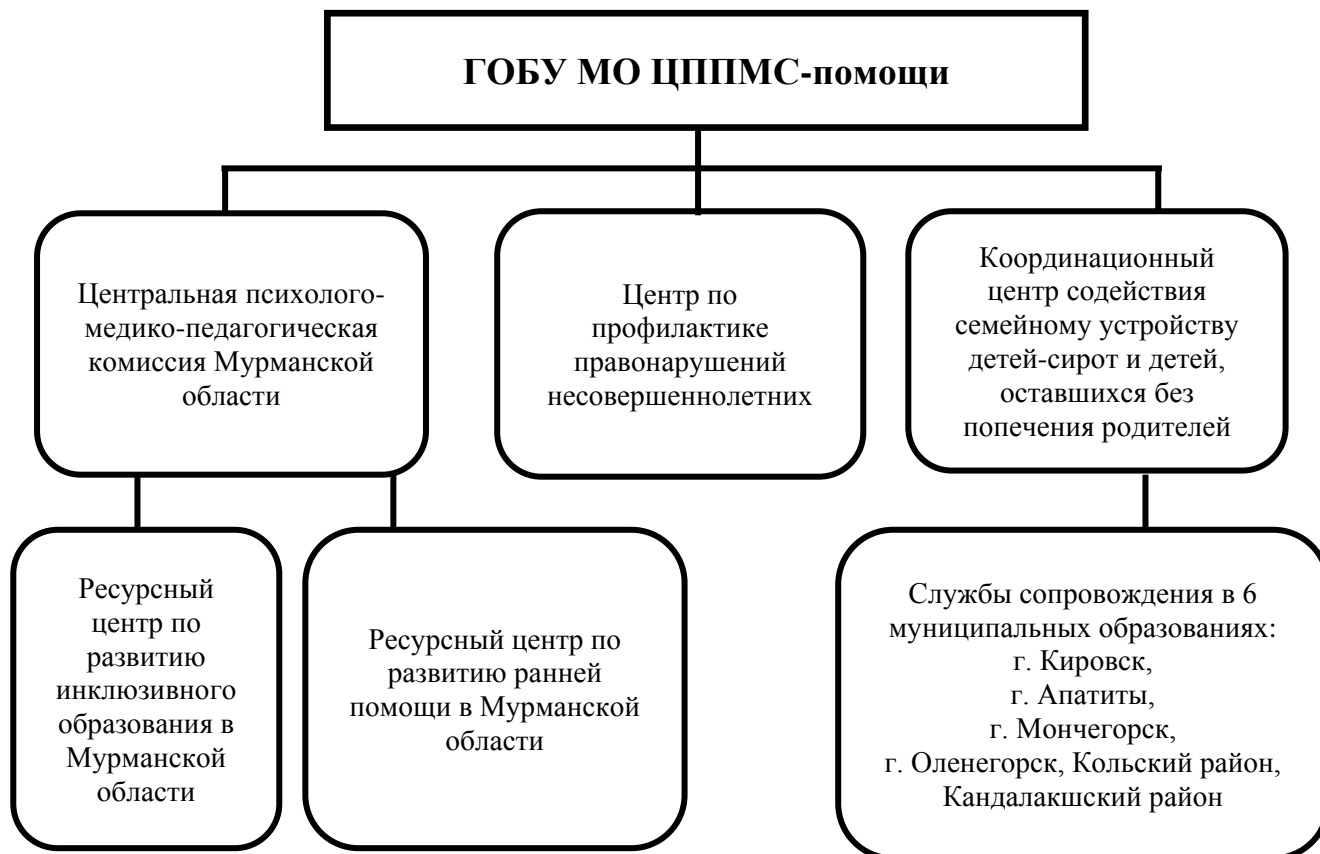 ГОБУ МО ЦППМС-помощи
Центральная психолого-
медико-педагогическая
комиссия Мурманской
области
Центр по
профилактике
правонарушений
несовершеннолетних
Координационный
центр содействия
семейному устройству
детей-сирот и детей,
оставшихся без
попечения родителей
Ресурсный
центр по
развитию
инклюзивного
образования в
Мурманской
области
Ресурсный центр по
развитию ранней
помощи в Мурманской
области
Службы сопровождения в 6
муниципальных образованиях:
г. Кировск,
г. Апатиты,
г. Мончегорск,
г. Оленегорск, Кольский район,
Кандалакшский район